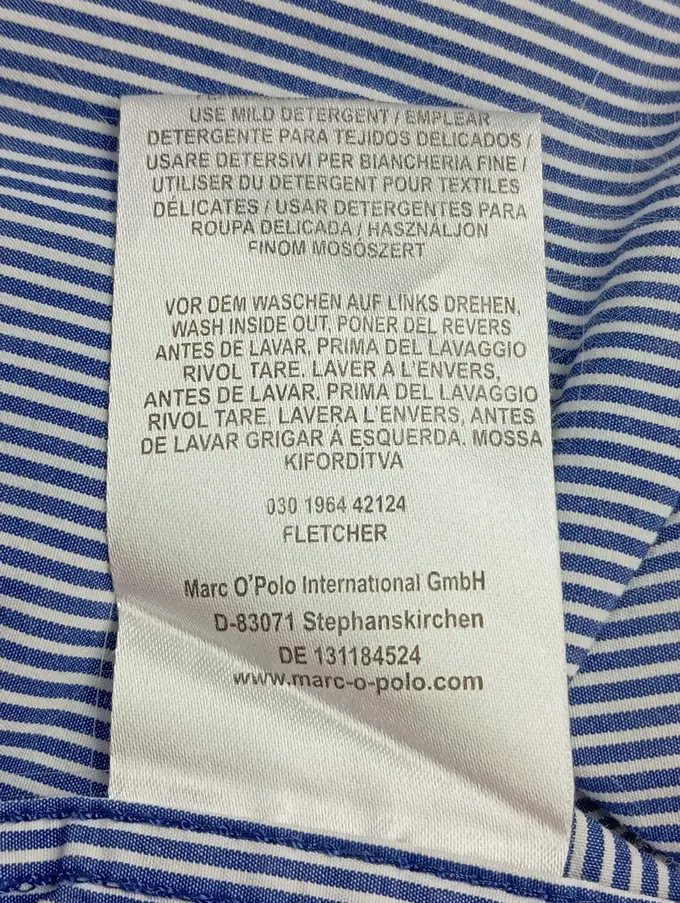 USE MILD DETERGENT / EMPLEAR
DETERGENTE PARA TEJIDOS DELICADOS /
USARE DETERSIVI PER BIANCHERIA FINE /
UTILISER DU DETERGENT POUR TEXTILES
DÉLICATES / USAR DETERGENTES PARA
ROUPA DELICADA / HASZNÁLJON
FINOM MOSÓSZERT
VOR DEM WASCHEN AUF LINKS DREHEN,
WASH INSIDE OUT, PONER DEL REVERS
ANTES DE LAVAR, PRIMA DEL LAVAGGIO
RIVOL TARE, LAVER A L'ENVERS,
ANTES DE LAVAR, PRIMA DEL LAVAGGIO
RIVOL TARE, LAVERA L'ENVERS, ANTES
DE LAVAR GRIGAR Á ESQUERDA, MOSSA
KIFORDÍTVA
030 1964 42124
FLETCHER
Marc O'Polo International GmbH
D-83071 Stephanskirchen
DE 131184524
www.marc-o-polo.com